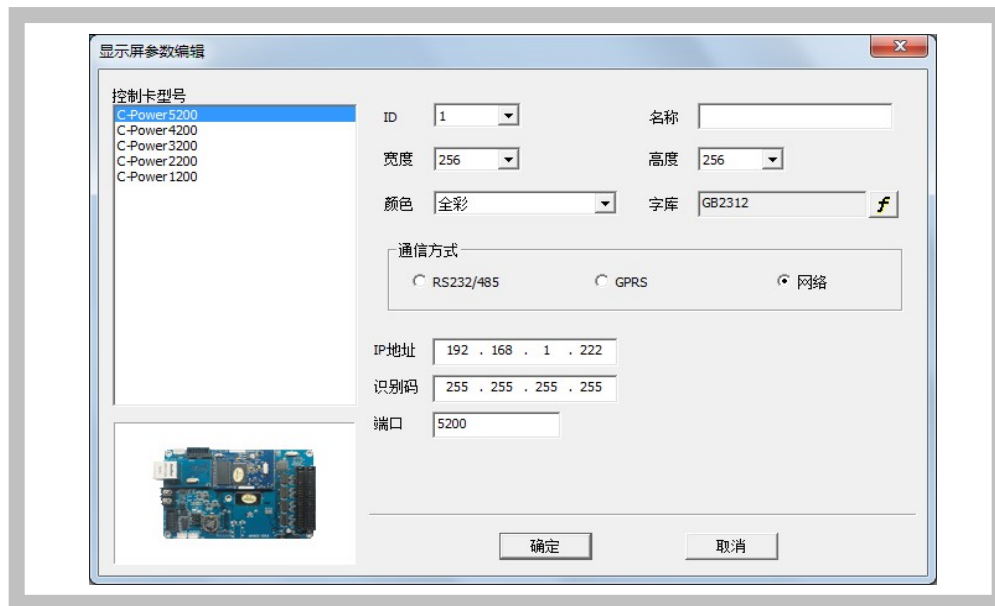 显示屏参数编辑
控制卡型号
C-Power5200
C-Power4200
C-Power3200
C-Power2200
C-Power1200
ID 1 名称
宽度 256 高度 256
颜色 全彩 字库 GB2312 f
通信方式
RS232/485 GPRS 网络
IP地址 192 . 168 . 1 . 222
识别码 255 . 255 . 255 . 255
端口 5200
确定 取消